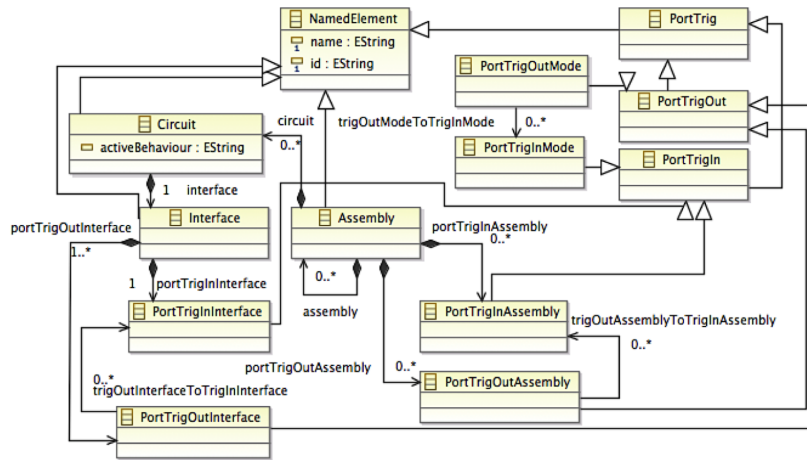 NamedElement
name : EString
id : EString
PortTrig
PortTrigOutMode
PortTrigOut
Circuit
activeBehaviour : EString
circuit
0..*
trigOutModeToTrigInMode
0..*
PortTrigInMode
PortTrigIn
1 interface
Interface
Assembly
portTrigInAssembly
0..*
portTrigOutInterface
1..*
1 portTrigInInterface
0..*
assembly
PortTrigInInterface
PortTrigInAssembly
trigOutAssemblyToTrigInAssembly
0..*
portTrigOutAssembly
0..*
PortTrigOutAssembly
0..*
trigOutInterfaceToTrigInInterface
PortTrigOutInterface